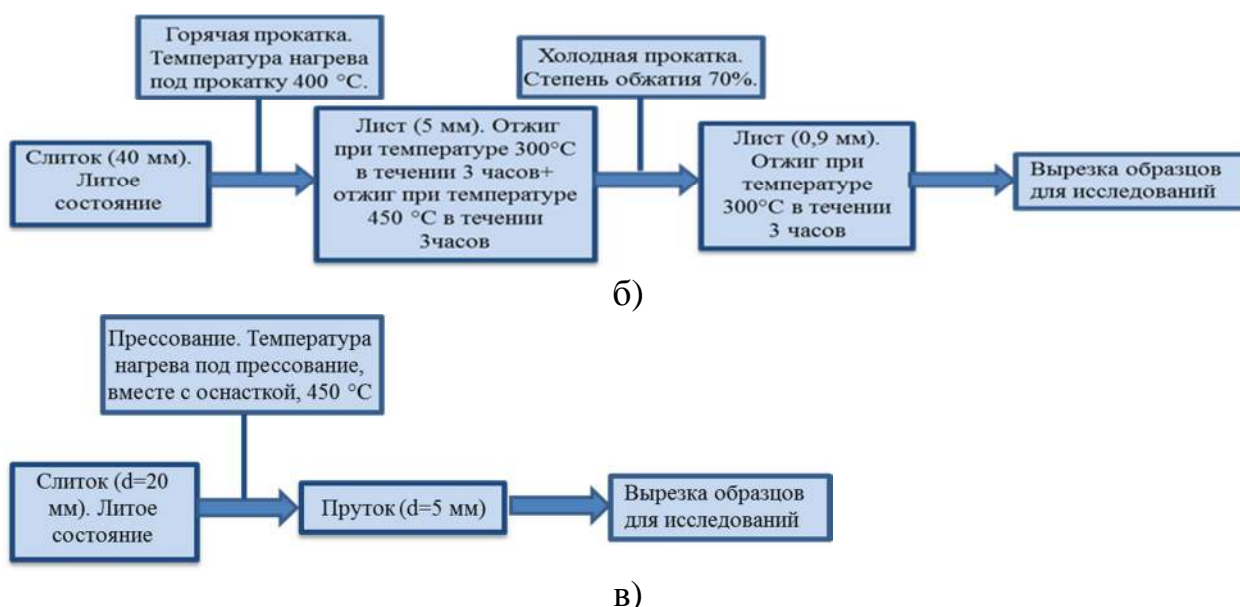 Горячая прокатка.
Температура нагрева
под прокатку 400 °С.
Холодная прокатка.
Степень обжатия 70%.
Слиток (40 мм).
Литое
состояние
Лист (5 мм). Отжиг
при температуре 300°С
в течении 3 часов+
отжиг при температуре
450 °С в течении
3часов
Лист (0,9 мм).
Отжиг при
температуре
300°С в течении
3 часов
Вырезка образцов
для исследований
б)
Прессование. Температура
нагрева под прессование,
вместе с оснасткой, 450 °С
Слиток (d=20
мм). Литое
состояние
Пруток (d=5 мм)
Вырезка образцов
для исследований
в)